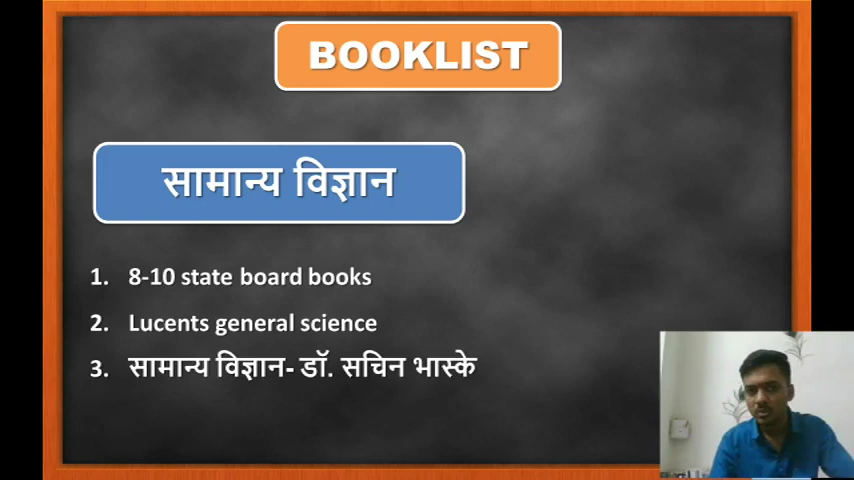 BOOKLIST
सामान्य विज्ञान
1. 8-10 state board books
2. Lucents general science
3. सामान्य विज्ञान- डॉ. सचिन भास्के